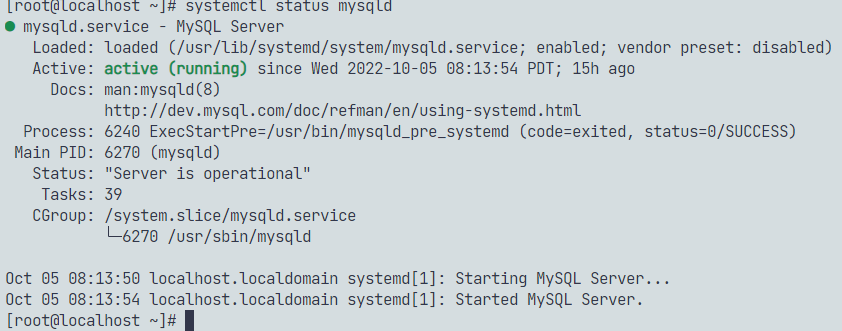 [root@localhost ~]# systemctl status mysqld
● mysqld.service - MySQL Server
   Loaded: loaded (/usr/lib/systemd/system/mysqld.service; enabled; vendor preset: disabled)
   Active: active (running) since Wed 2022-10-05 08:13:54 PDT; 15h ago
     Docs: man:mysqld(8)
           http://dev.mysql.com/doc/refman/en/using-systemd.html
  Process: 6240 ExecStartPre=/usr/bin/mysqld_pre_systemd (code=exited, status=0/SUCCESS)
 Main PID: 6270 (mysqld)
   Status: "Server is operational"
    Tasks: 39
   CGroup: /system.slice/mysqld.service
           └─6270 /usr/sbin/mysqld
Oct 05 08:13:50 localhost.localdomain systemd[1]: Starting MySQL Server...
Oct 05 08:13:54 localhost.localdomain systemd[1]: Started MySQL Server.
[root@localhost ~]#